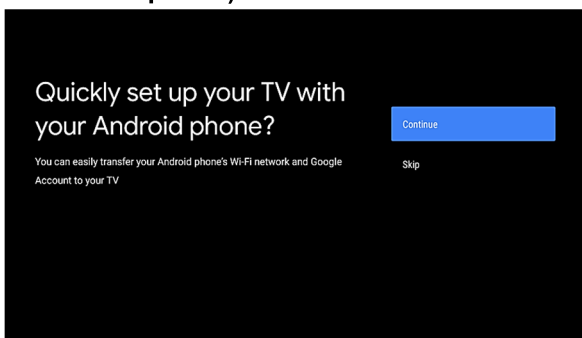 Quickly set up your TV with
your Android phone?
You can easily transfer your Android phone's Wi-Fi network and Google
Account to your TV
Continue
Skip